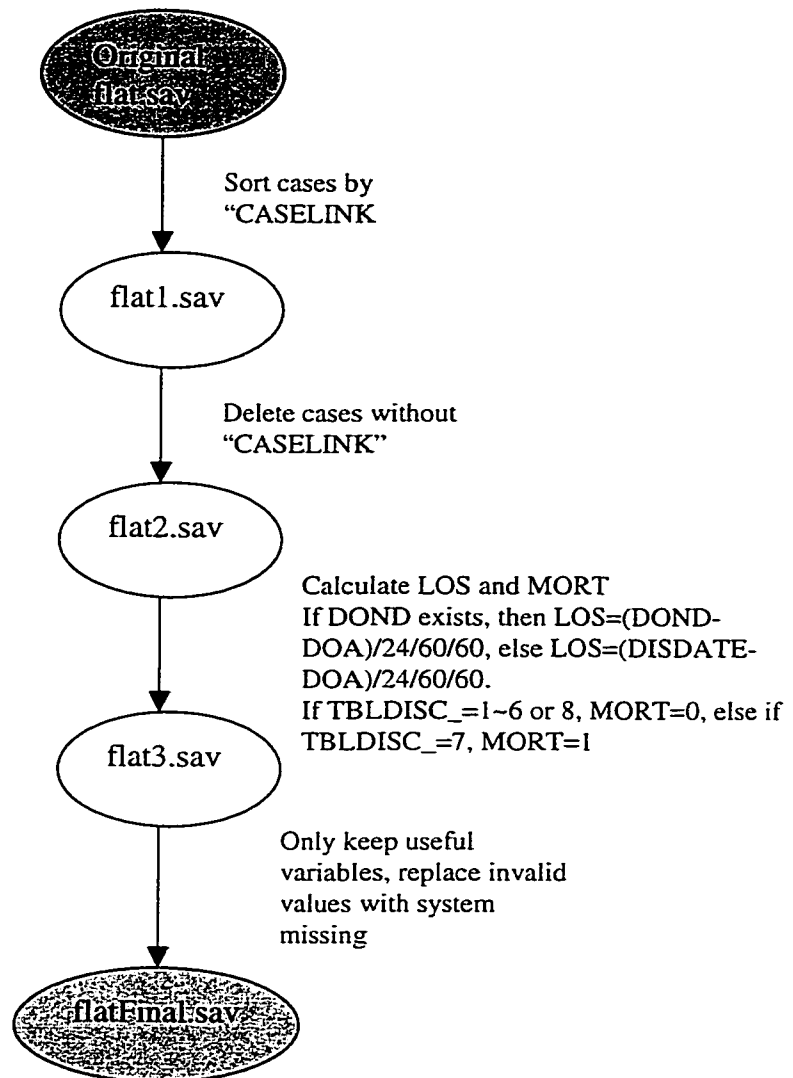 Original
flat.sav
Sort cases by
“CASELINK
flat1.sav
Delete cases without
“CASELINK”
flat2.sav
Calculate LOS and MORT
If DOND exists, then LOS=(DOND-
DOA)/24/60/60, else LOS=(DISDATE-
DOA)/24/60/60.
If TBLDISC_=1~6 or 8, MORT=0, else if
TBLDISC_=7, MORT=1
flat3.sav
Only keep useful
variables, replace invalid
values with system
missing
flatFinal.sav